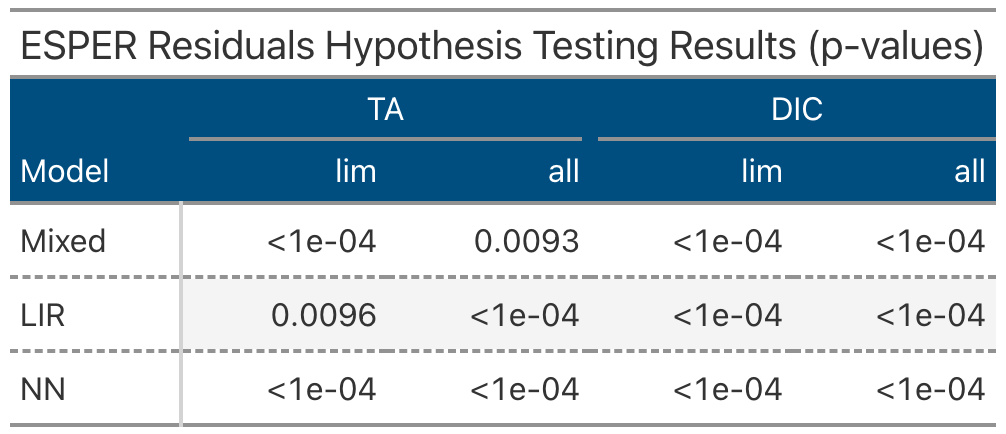 ESPER Residuals Hypothesis Testing Results (p-values)
TA DIC
Model lim all lim all
Mixed <1e-04 0.0093 <1e-04 <1e-04
LIR 0.0096 <1e-04 <1e-04 <1e-04
NN <1e-04 <1e-04 <1e-04 <1e-04